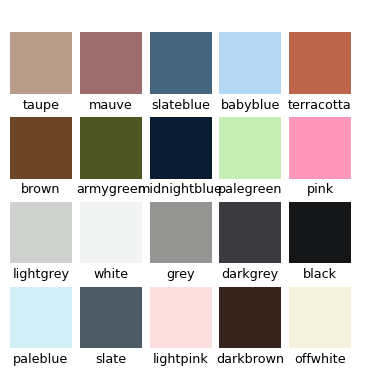 taupe mauve slateblue babyblue terracotta
brown armygreen midnightblue palegreen pink
lightgrey white grey darkgrey black
paleblue slate lightpink darkbrown offwhite